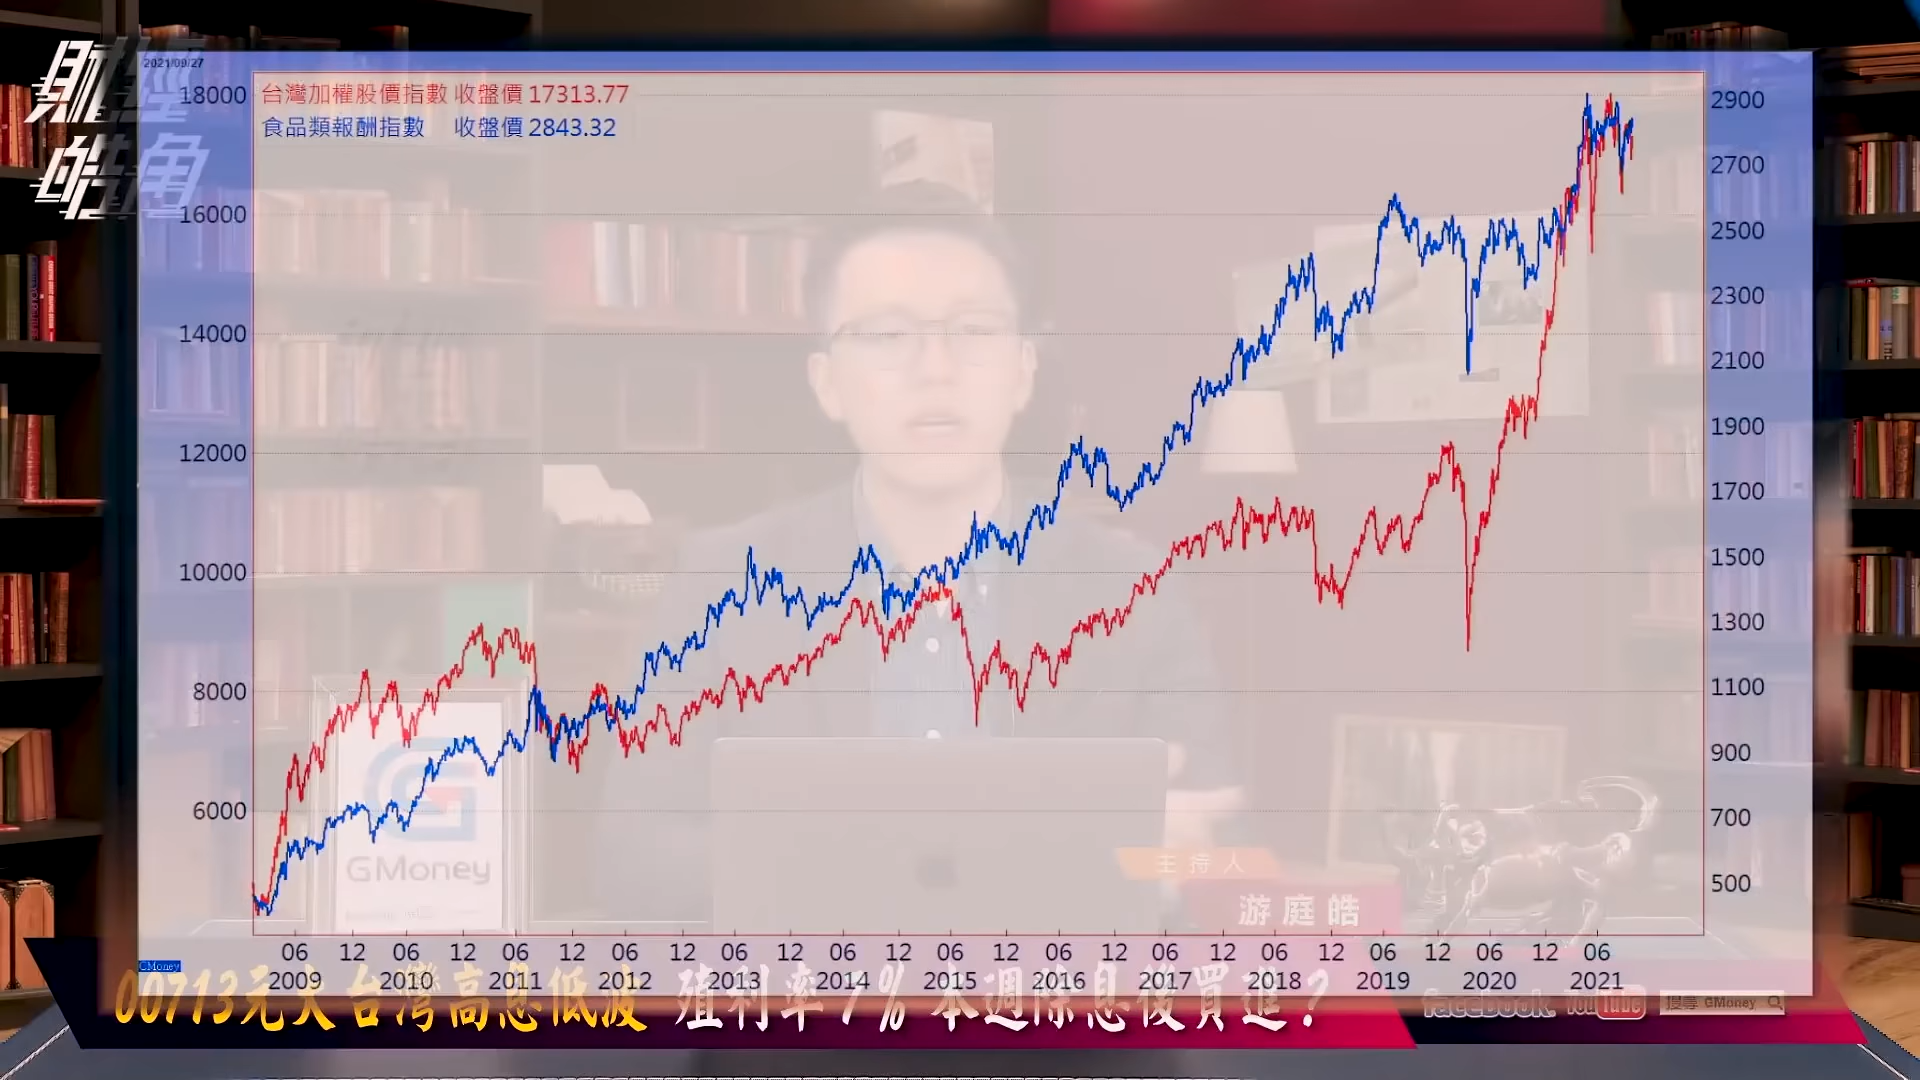 財經
皓角
2021/09/27
台灣加權股價指數 收盤價 17313.77
食品類報酬指數 收盤價 2843.32
18000
16000
14000
12000
10000
8000
6000
2900
2700
2500
2300
2100
1900
1700
1500
1300
1100
900
700
500
GMoney
主持人
游庭皓
06 12 06 12 06 12 06 12 06 12 06 12 06 12 06 12 06 12 06 12 06 12 06 12 06
2009 2010 2011 2012 2013 2014 2015 2016 2017 2018 2019 2020 2021
CMoney
00713元大台灣高息低波 殖利率7% 本週除息後買進?
facebook YouTube 搜尋 GMoney